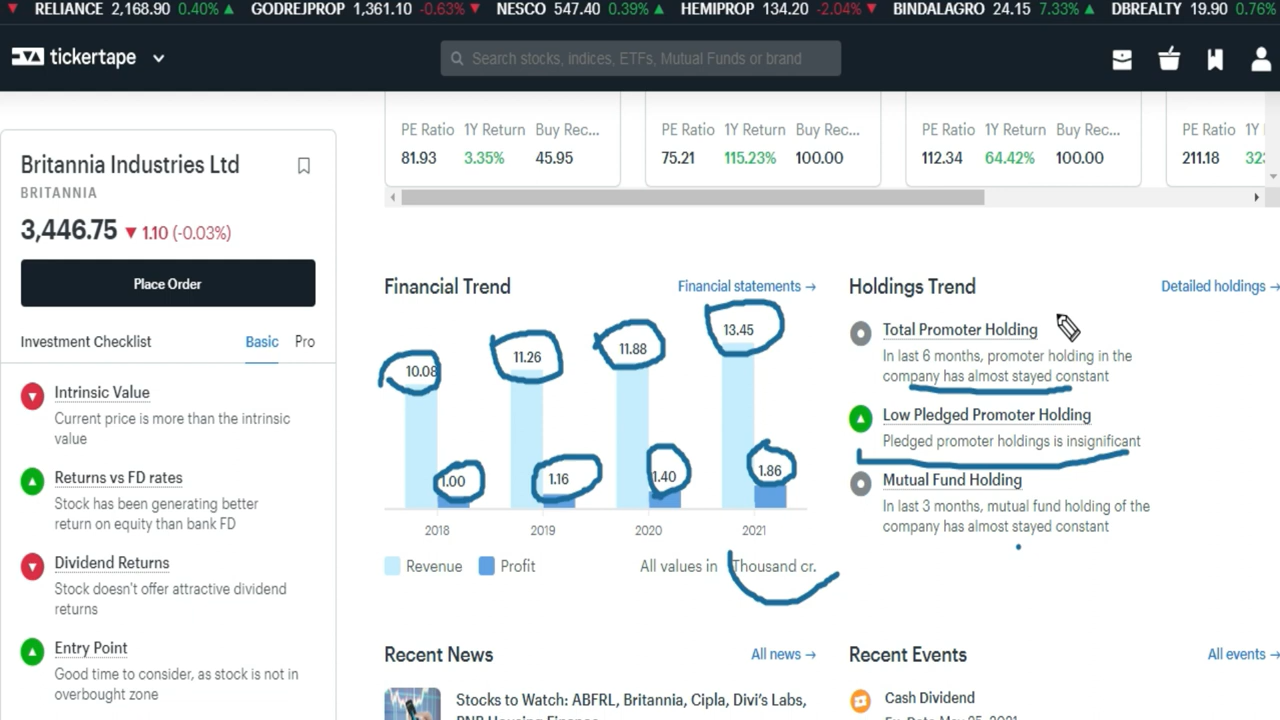 RELIANCE 2,168.90 0.40% GODREJPROP 1,361.10 -0.63% NESCO 547.40 0.39% HEMIPROP 134.20 -2.04% BINDALAGRO 24.15 7.33% DBREALTY 19.90 0.76%
tickertape
Search stocks, indices, ETFs, Mutual Funds or brand
PE Ratio 1Y Return Buy Rec... PE Ratio 1Y Return Buy Rec... PE Ratio 1Y Return Buy Rec... PE Ratio
81.93 3.35% 45.95 75.21 115.23% 100.00 112.34 64.42% 100.00 211.18
Britannia Industries Ltd
BRITANNIA
3,446.75 1.10 (-0.03%)
Place Order
Investment Checklist Basic Pro
Intrinsic Value
Current price is more than the intrinsic
value
Returns vs FD rates
Stock has been generating better
return on equity than bank FD
Dividend Returns
Stock doesn't offer attractive dividend
returns
Entry Point
Good time to consider, as stock is not in
overbought zone
Financial Trend Financial statements →
10.08 11.26 11.88 13.45
1.00 1.16 1.40 1.86
2018 2019 2020 2021
Revenue Profit All values in Thousand cr.
Holdings Trend Detailed holdings →
Total Promoter Holding
In last 6 months, promoter holding in the
company has almost stayed constant
Low Pledged Promoter Holding
Pledged promoter holdings is insignificant
Mutual Fund Holding
In last 3 months, mutual fund holding of the
company has almost stayed constant
Recent News All news →
Stocks to Watch: ABFRL, Britannia, Cipla, Divi's Labs,
Recent Events All events →
Cash Dividend